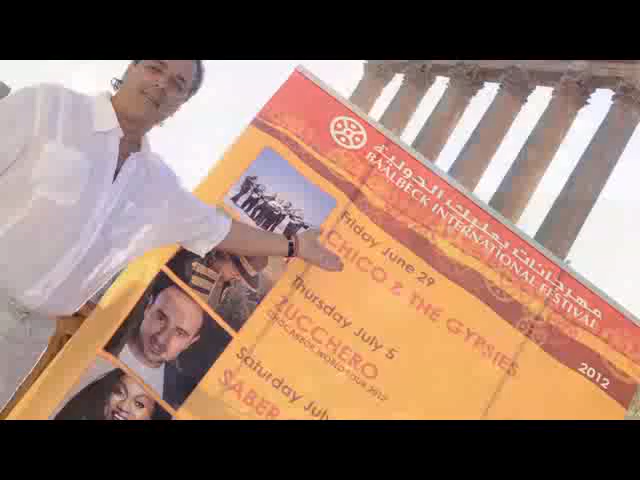 مهرجانات بعلبك الدولية
BAALBECK INTERNATIONAL FESTIVAL
2012
Friday June 29
CHICO & THE GYPSIES
Thursday July 5
ZUCCHERO
CHOCABECK WORLD TOUR 2012
Saturday July
SABER